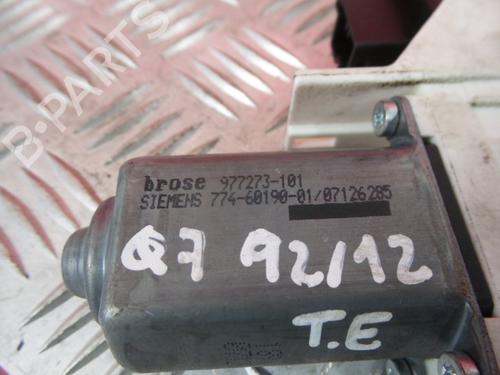 B-PARTS
brose 977273-101
SIEMENS 774-60190-01/07126285
Q7 92/12
T.E